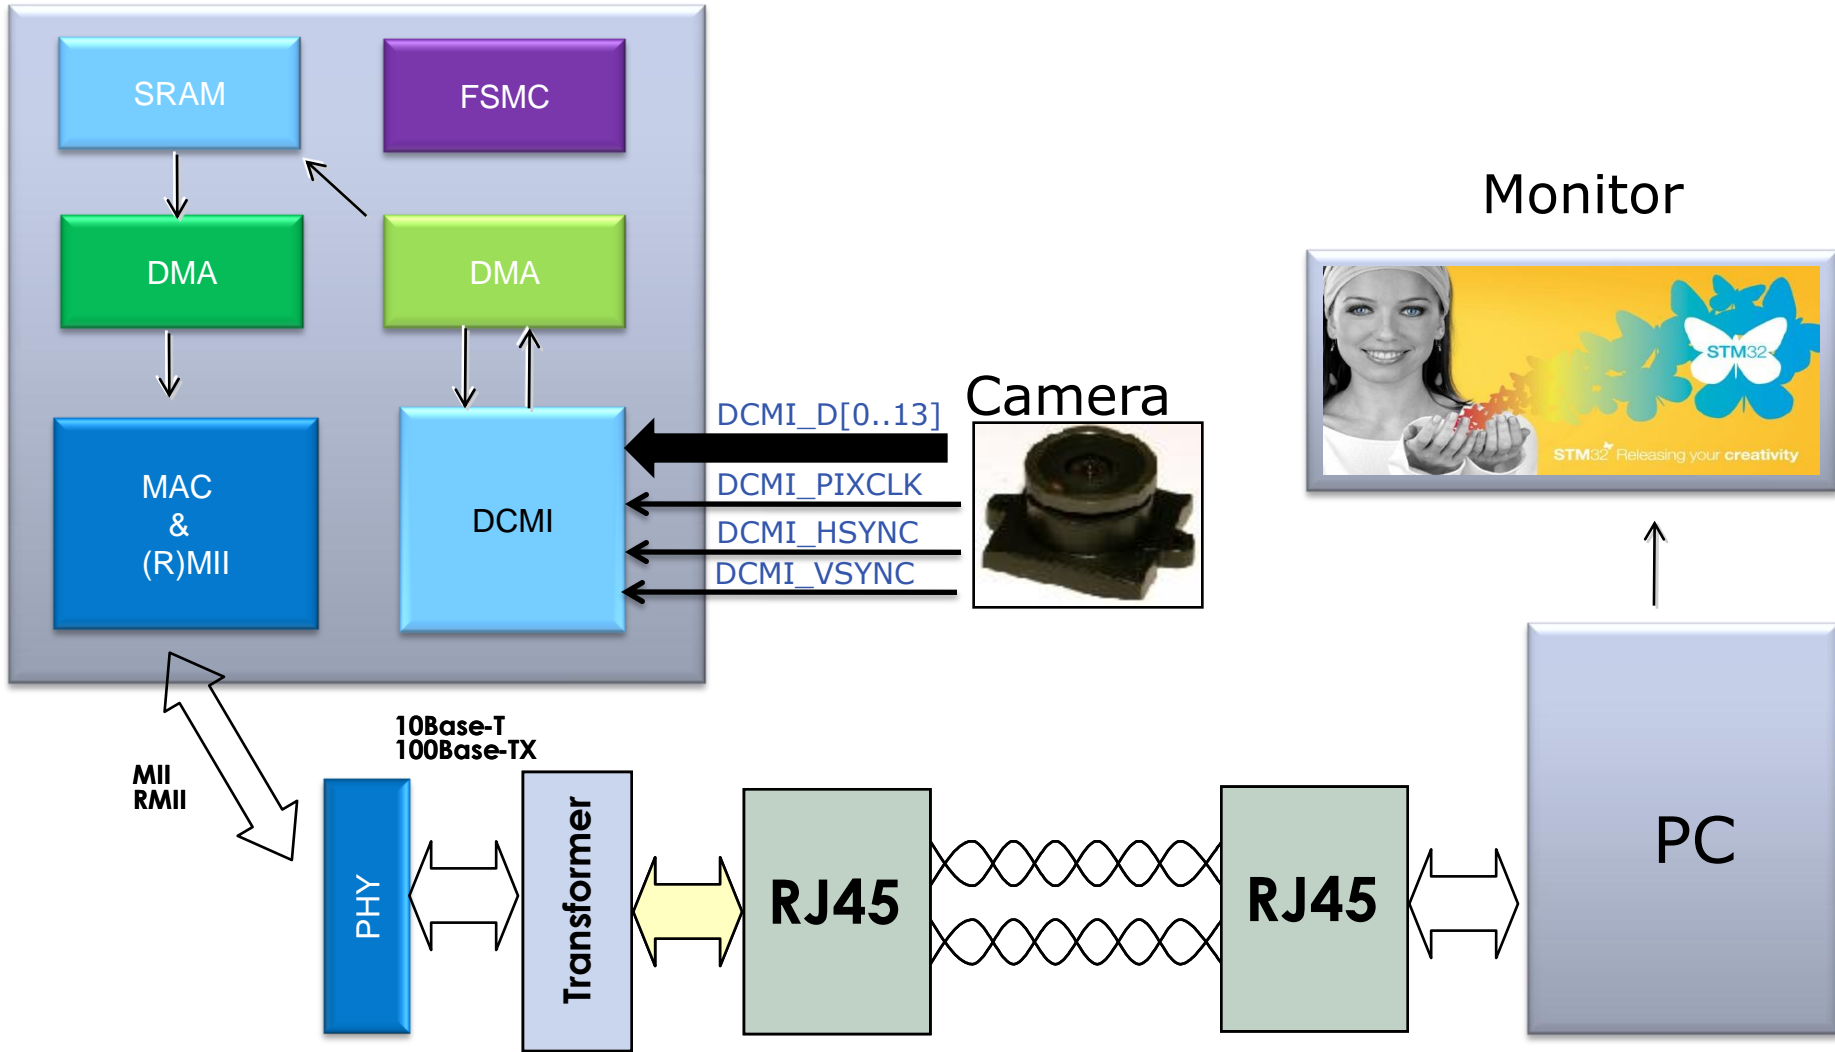 SRAM
FSMC
DMA
DMA
MAC
&
(R)MII
DCMI
DCMI_D[0..13]
DCMI_PIXCLK
DCMI_HSYNC
DCMI_VSYNC
Camera
Monitor
STM32
STM32 Releasing your creativity
MII
RMII
10Base-T
100Base-TX
PHY
Transformer
RJ45
RJ45
PC